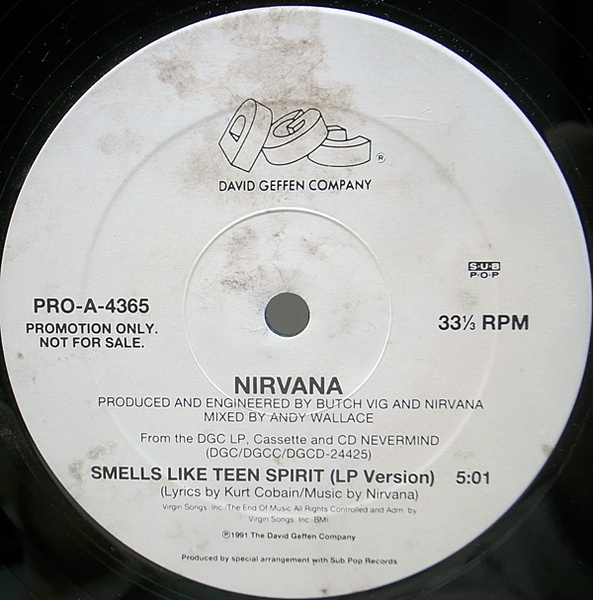 DGC ®
DAVID GEFFEN COMPANY
SUB
POP
PRO-A-4365
PROMOTION ONLY.
NOT FOR SALE.
33⅓ RPM
NIRVANA
PRODUCED AND ENGINEERED BY BUTCH VIG AND NIRVANA
MIXED BY ANDY WALLACE
From the DGC LP, Cassette and CD NEVERMIND
(DGC/DGCC/DGCD-24425)
SMELLS LIKE TEEN SPIRIT (LP Version) 5:01
(Lyrics by Kurt Cobain/Music by Nirvana)
Virgin Songs, Inc./The End Of Music All Rights Controlled and Adm. by
Virgin Songs, Inc. BMI
℗1991 The David Geffen Company
Produced by special arrangement with Sub Pop Records